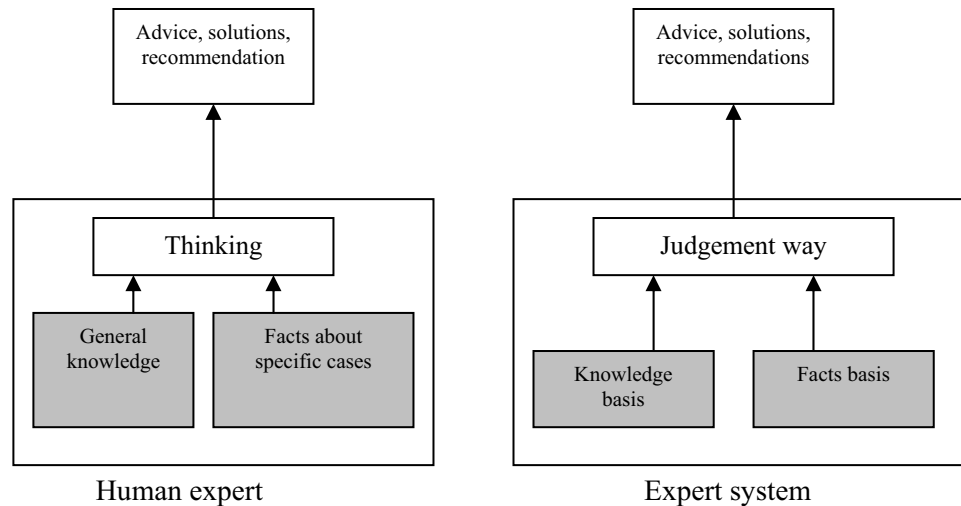 Advice, solutions,
recommendation
Thinking
General
knowledge
Facts about
specific cases
Human expert
Advice, solutions,
recommendations
Judgement way
Knowledge
basis
Facts basis
Expert system